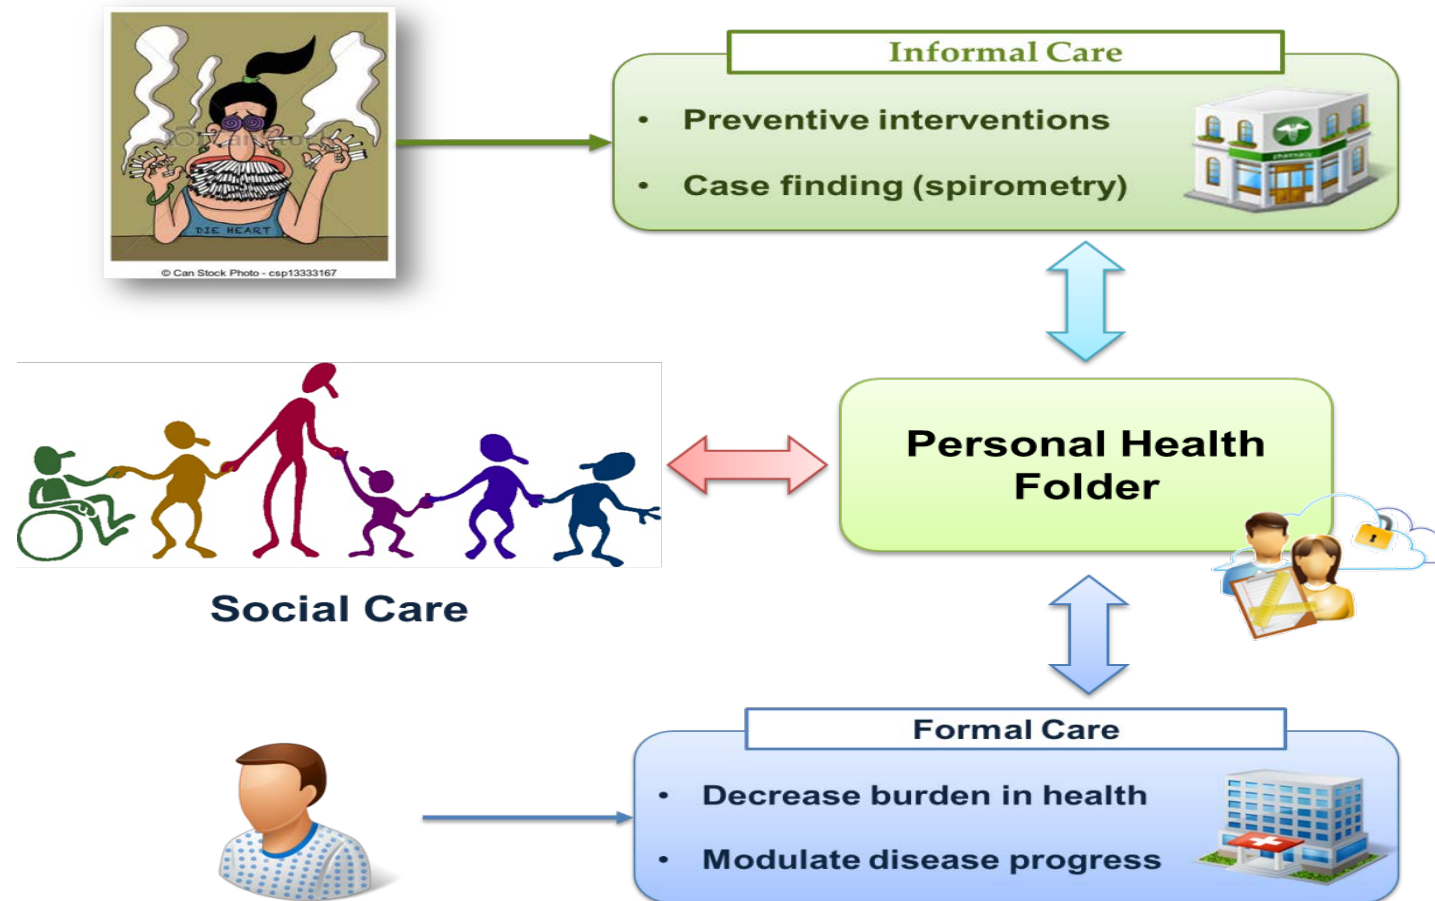 Informal Care
• Preventive interventions
• Case finding (spirometry)
pharmacy
DIE HEART
© Can Stock Photo - csp13333167
Personal Health
Folder
Social Care
Formal Care
• Decrease burden in health
• Modulate disease progress